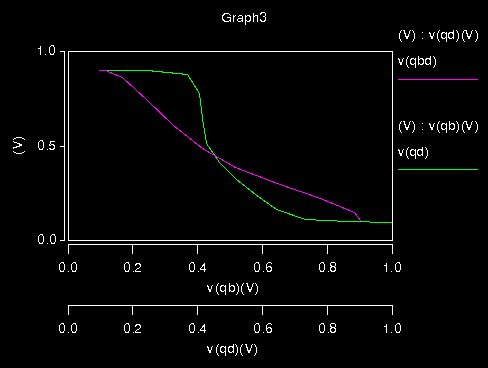 Graph3
(V) : v(qd)(V)
v(qbd)
(V) : v(qb)(V)
v(qd)
1.0
0.5
0.0
(V)
0.0 0.2 0.4 0.6 0.8 1.0
v(qb)(V)
0.0 0.2 0.4 0.6 0.8 1.0
v(qd)(V)